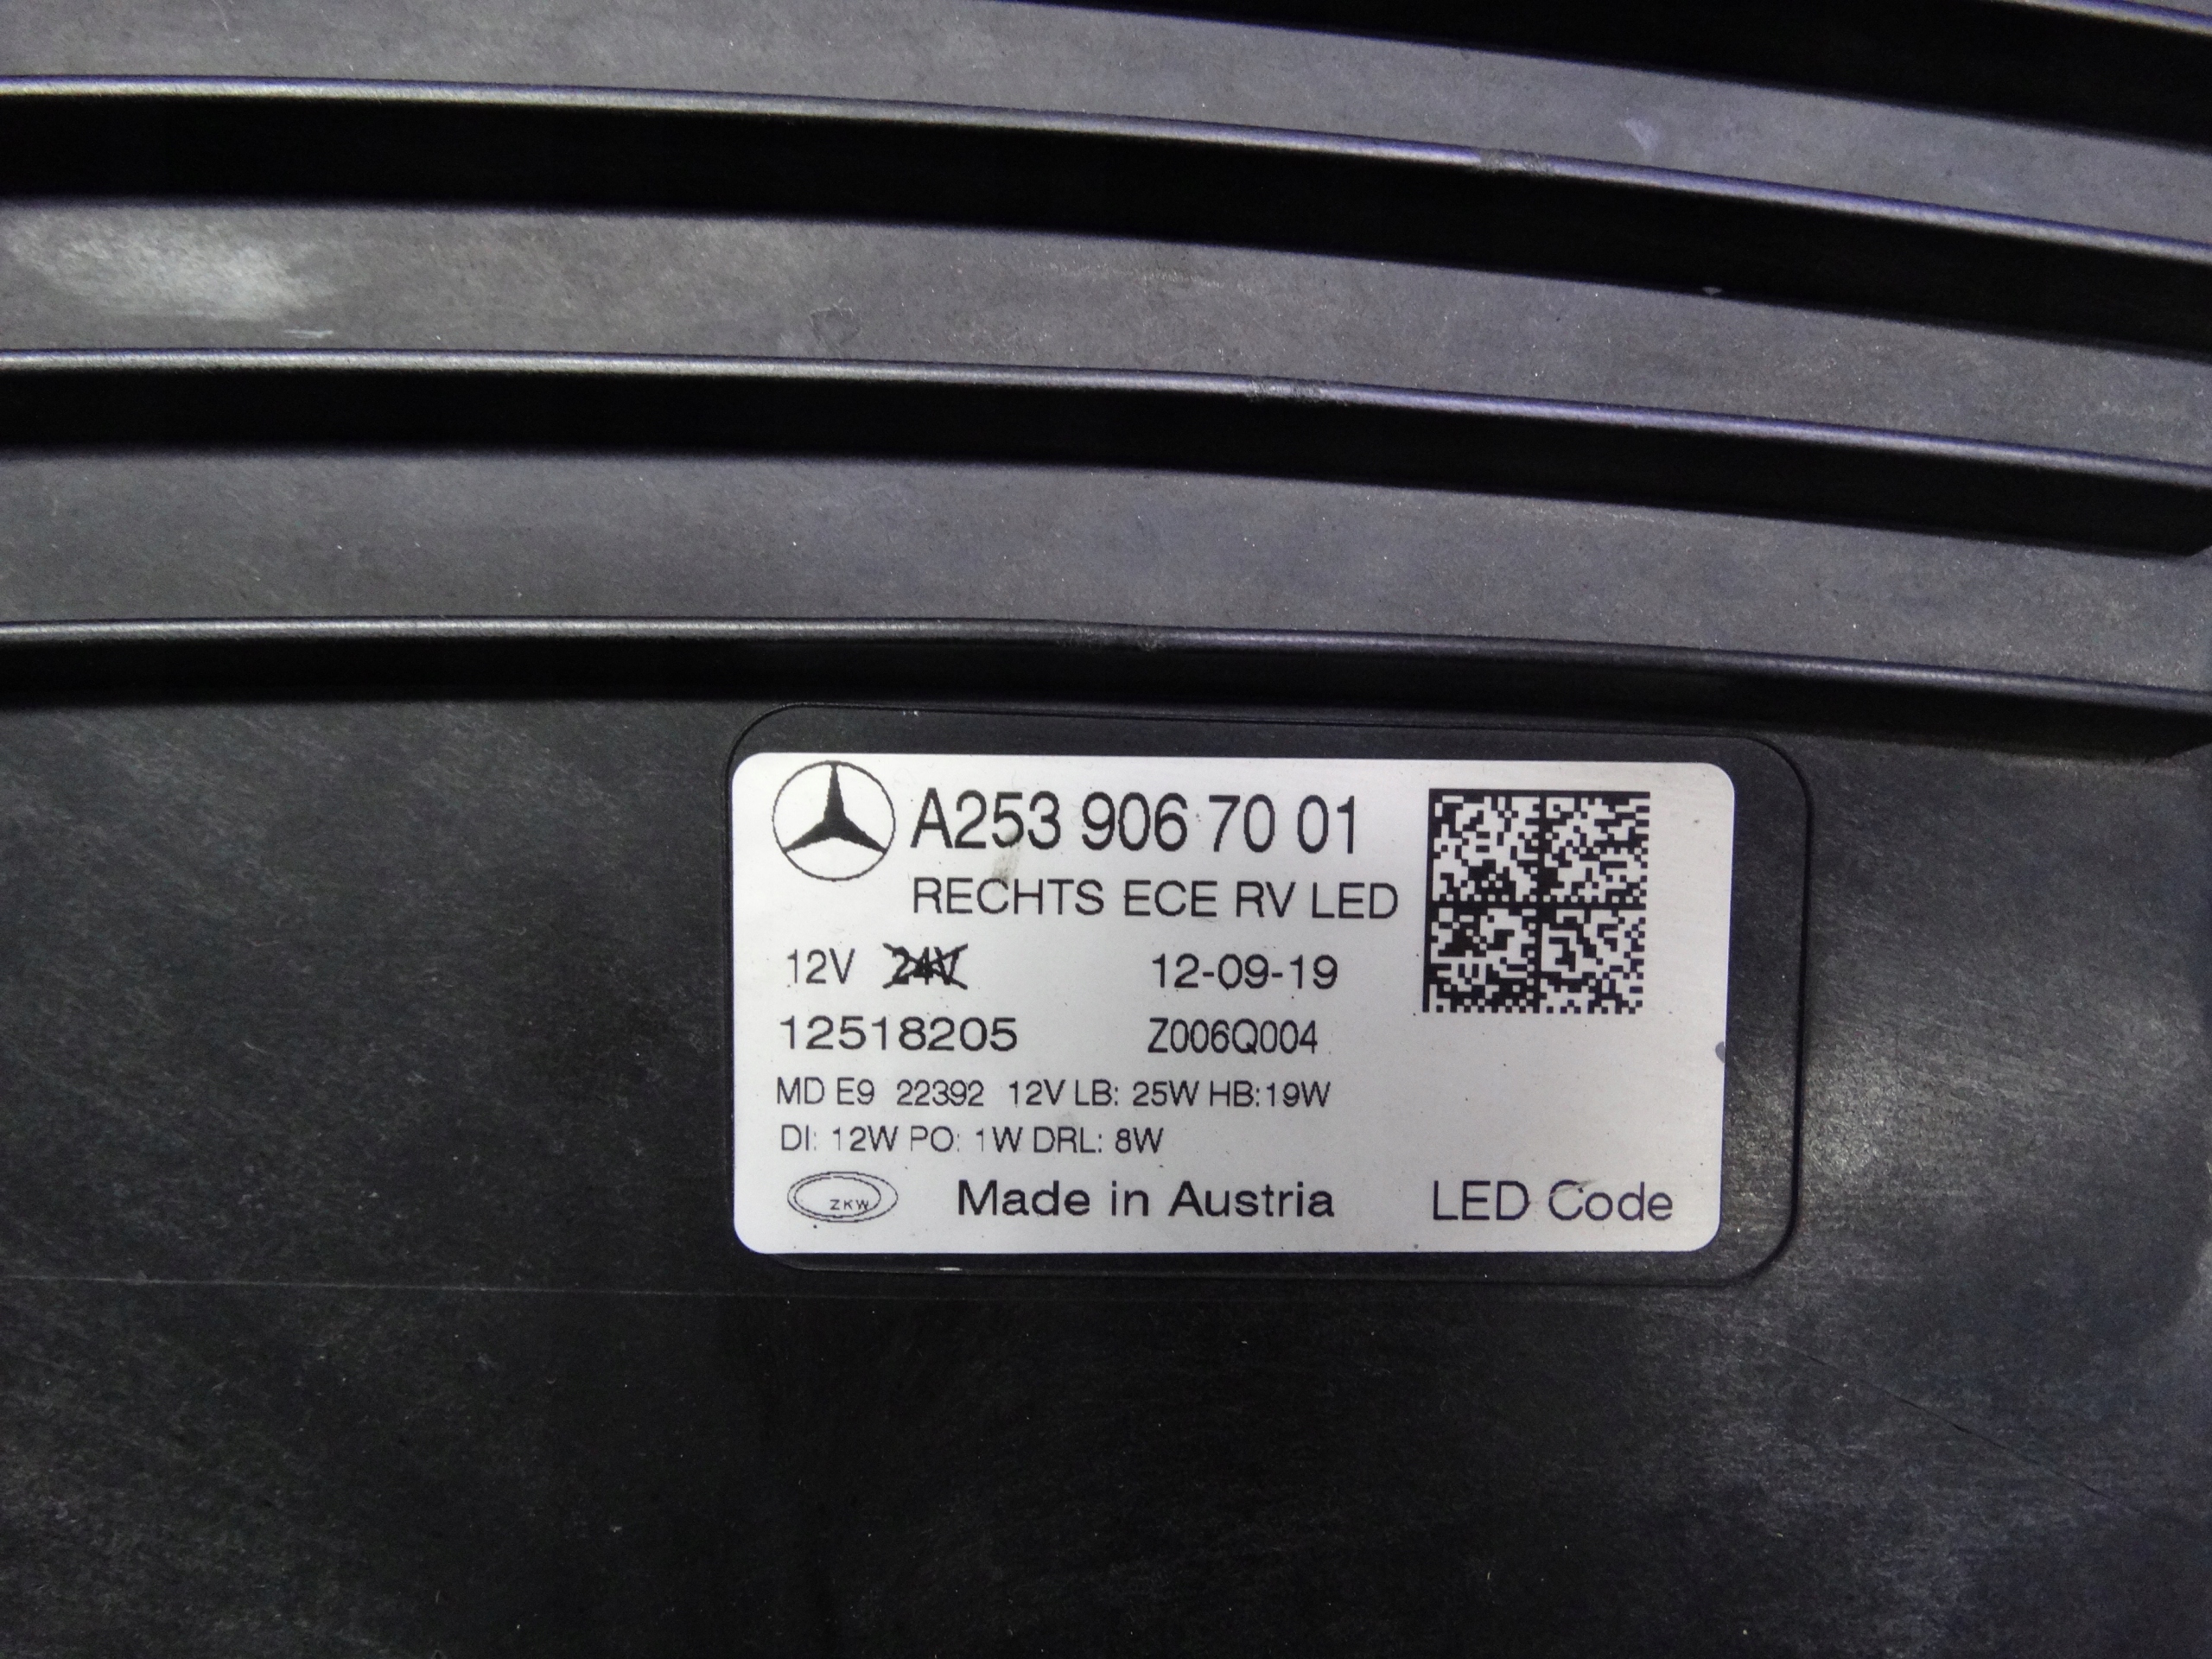 A253 906 70 01
RECHTS ECE RV LED
12V 24V 12-09-19
12518205 Z006Q004
MD E9 22392 12V LB: 25W HB:19W
DI: 12W PO: 1W DRL: 8W
ZKW Made in Austria LED Code